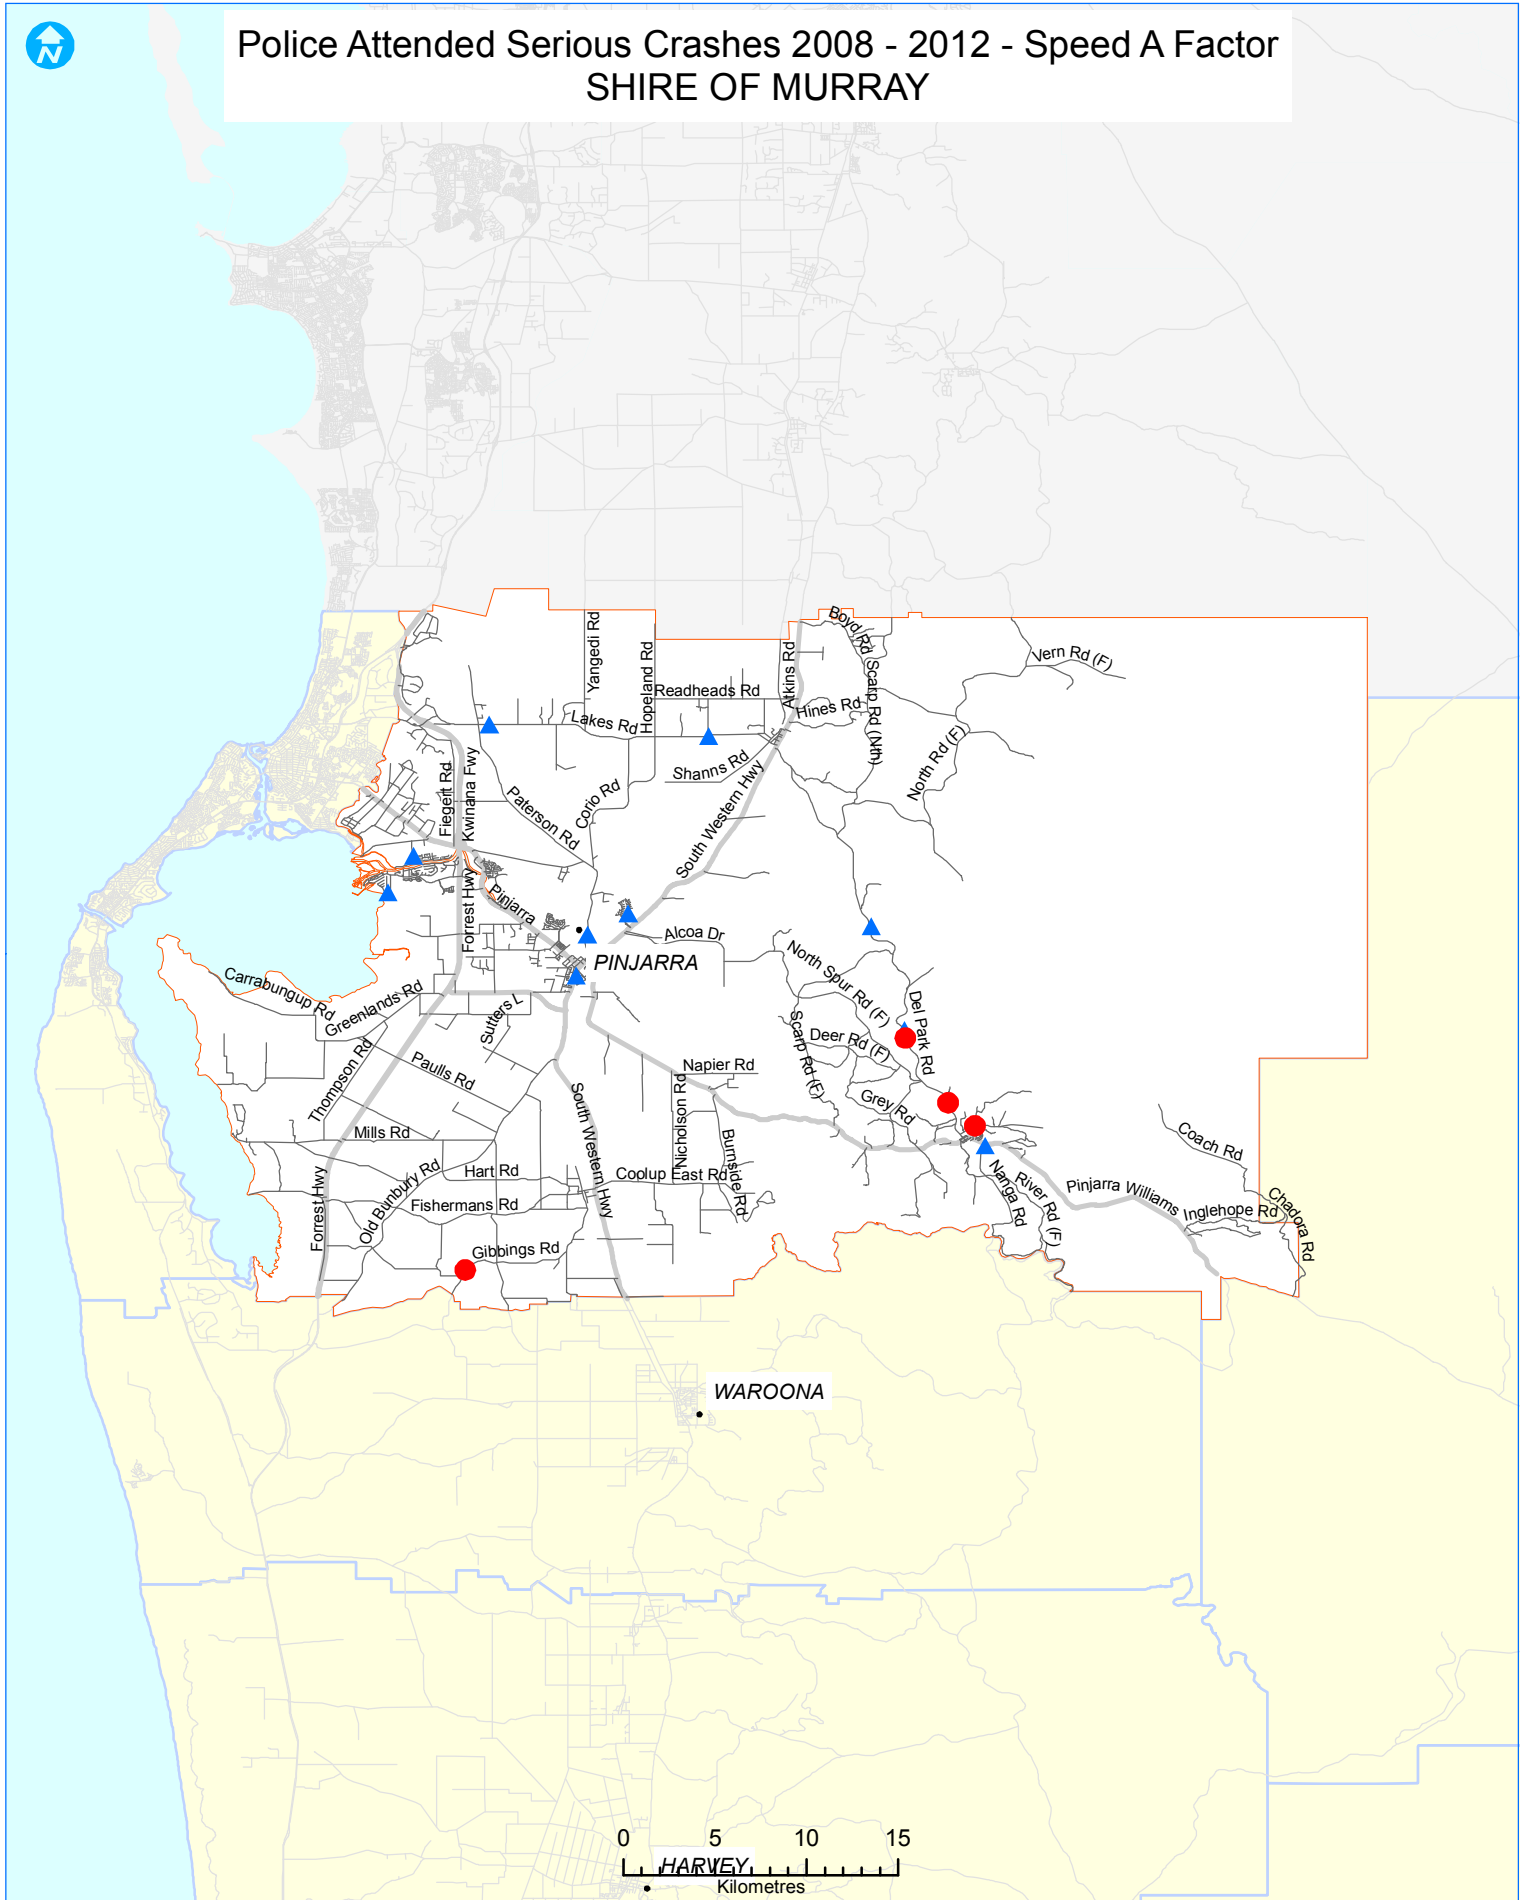 N
Police Attended Serious Crashes 2008 - 2012 - Speed A Factor
SHIRE OF MURRAY
Boyd Rd
Yangedi Rd
Hopeland Rd
Atkins Rd
Vern Rd (F)
Scarp Rd (Nth)
Readheads Rd
Hines Rd
Lakes Rd
North Rd (F)
Shanns Rd
Fiegert Rd
Kwinana Fwy
Paterson Rd
Corio Rd
South Western Hwy
Forrest Hwy
Pinjarra
Alcoa Dr
PINJARRA
North Spur Rd (F)
Carrabungup Rd
Greenlands Rd
Sutters L
Del Park Rd
Scarp Rd (F)
Deer Rd (F)
Thompson Rd
Paulls Rd
Napier Rd
Nicholson Rd
Grey Rd
South Western Hwy
Mills Rd
Burnside Rd
Coach Rd
Old Bunbury Rd
Hart Rd
Coolup East Rd
Nanga Rd
River Rd (F)
Pinjarra Williams
Fishermans Rd
Inglehope Rd
Chadora Rd
Forrest Hwy
Gibbings Rd
WAROONA
0 5 10 15
HARVEY
Kilometres